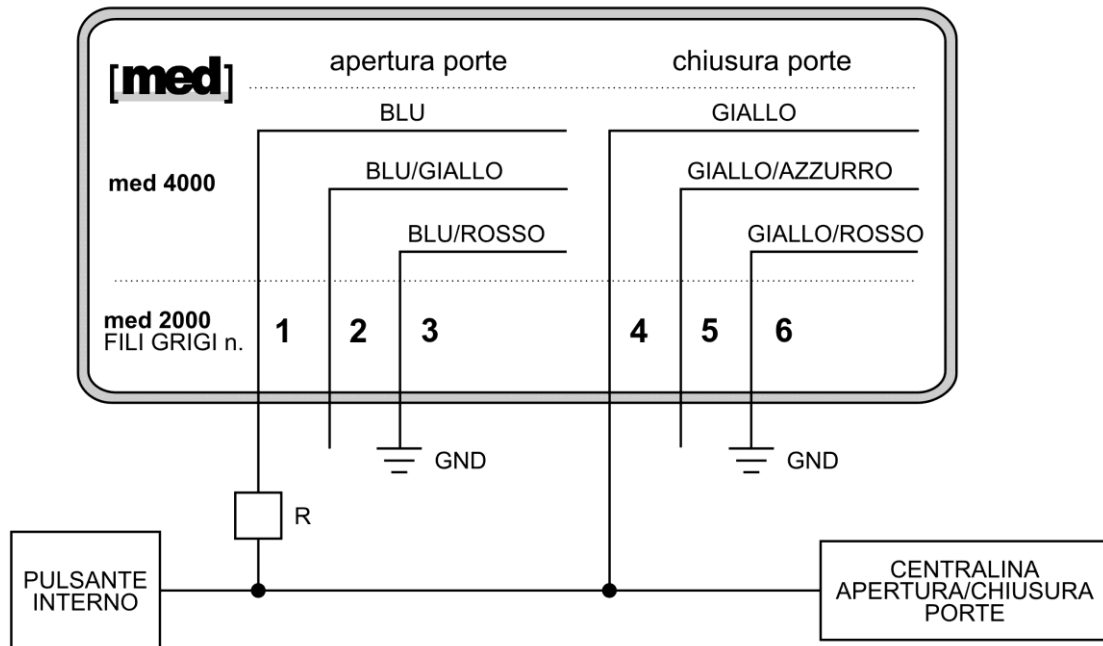 [med]
apertura porte
chiusura porte
BLU
GIALLO
med 4000
BLU/GIALLO
GIALLO/AZZURRO
BLU/ROSSO
GIALLO/ROSSO
med 2000
FILI GRIGI n.
1 2 3 4 5 6
GND
GND
R
PULSANTE
INTERNO
CENTRALINA
APERTURA/CHIUSURA
PORTE